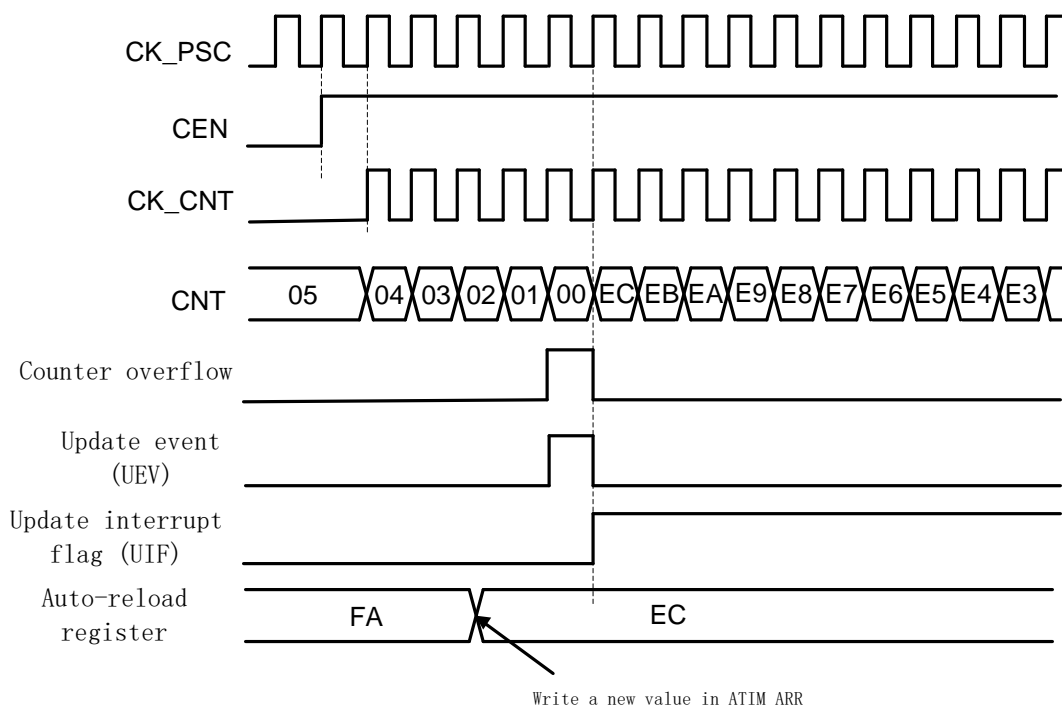 CK_PSC
CEN
CK_CNT
CNT 05 04 03 02 01 00 EC EB EA E9 E8 E7 E6 E5 E4 E3
Counter overflow
Update event
(UEV)
Update interrupt
flag (UIF)
Auto-reload
register
FA EC
Write a new value in ATIM ARR